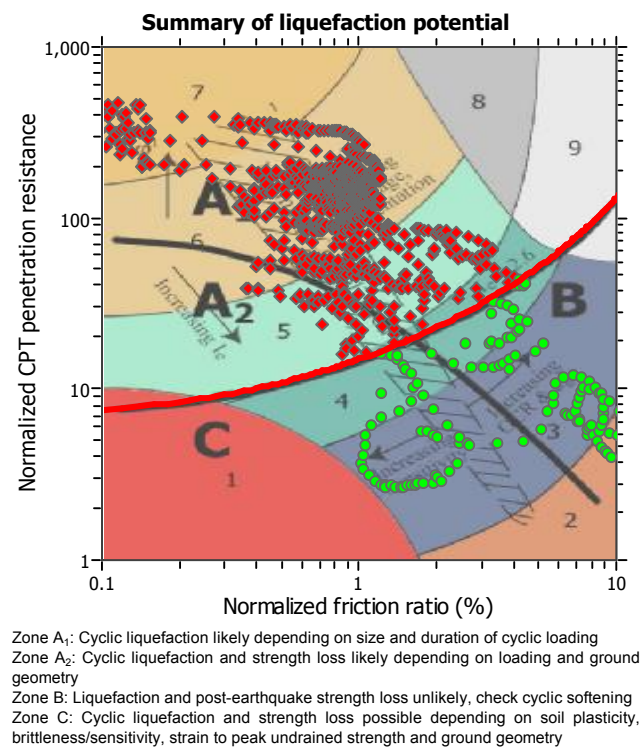 Summary of liquefaction potential
Normalized CPT penetration resistance
1,000
100
10
1
7
8
9
A
6
A2
Increasing Ic
5
2.6
B
4
C
1
3
2
Increasing
Increasing
0.1
1
10
Normalized friction ratio (%)
Zone A1: Cyclic liquefaction likely depending on size and duration of cyclic loading
Zone A2: Cyclic liquefaction and strength loss likely depending on loading and ground
geometry
Zone B: Liquefaction and post-earthquake strength loss unlikely, check cyclic softening
Zone C: Cyclic liquefaction and strength loss possible depending on soil plasticity,
brittleness/sensitivity, strain to peak undrained strength and ground geometry